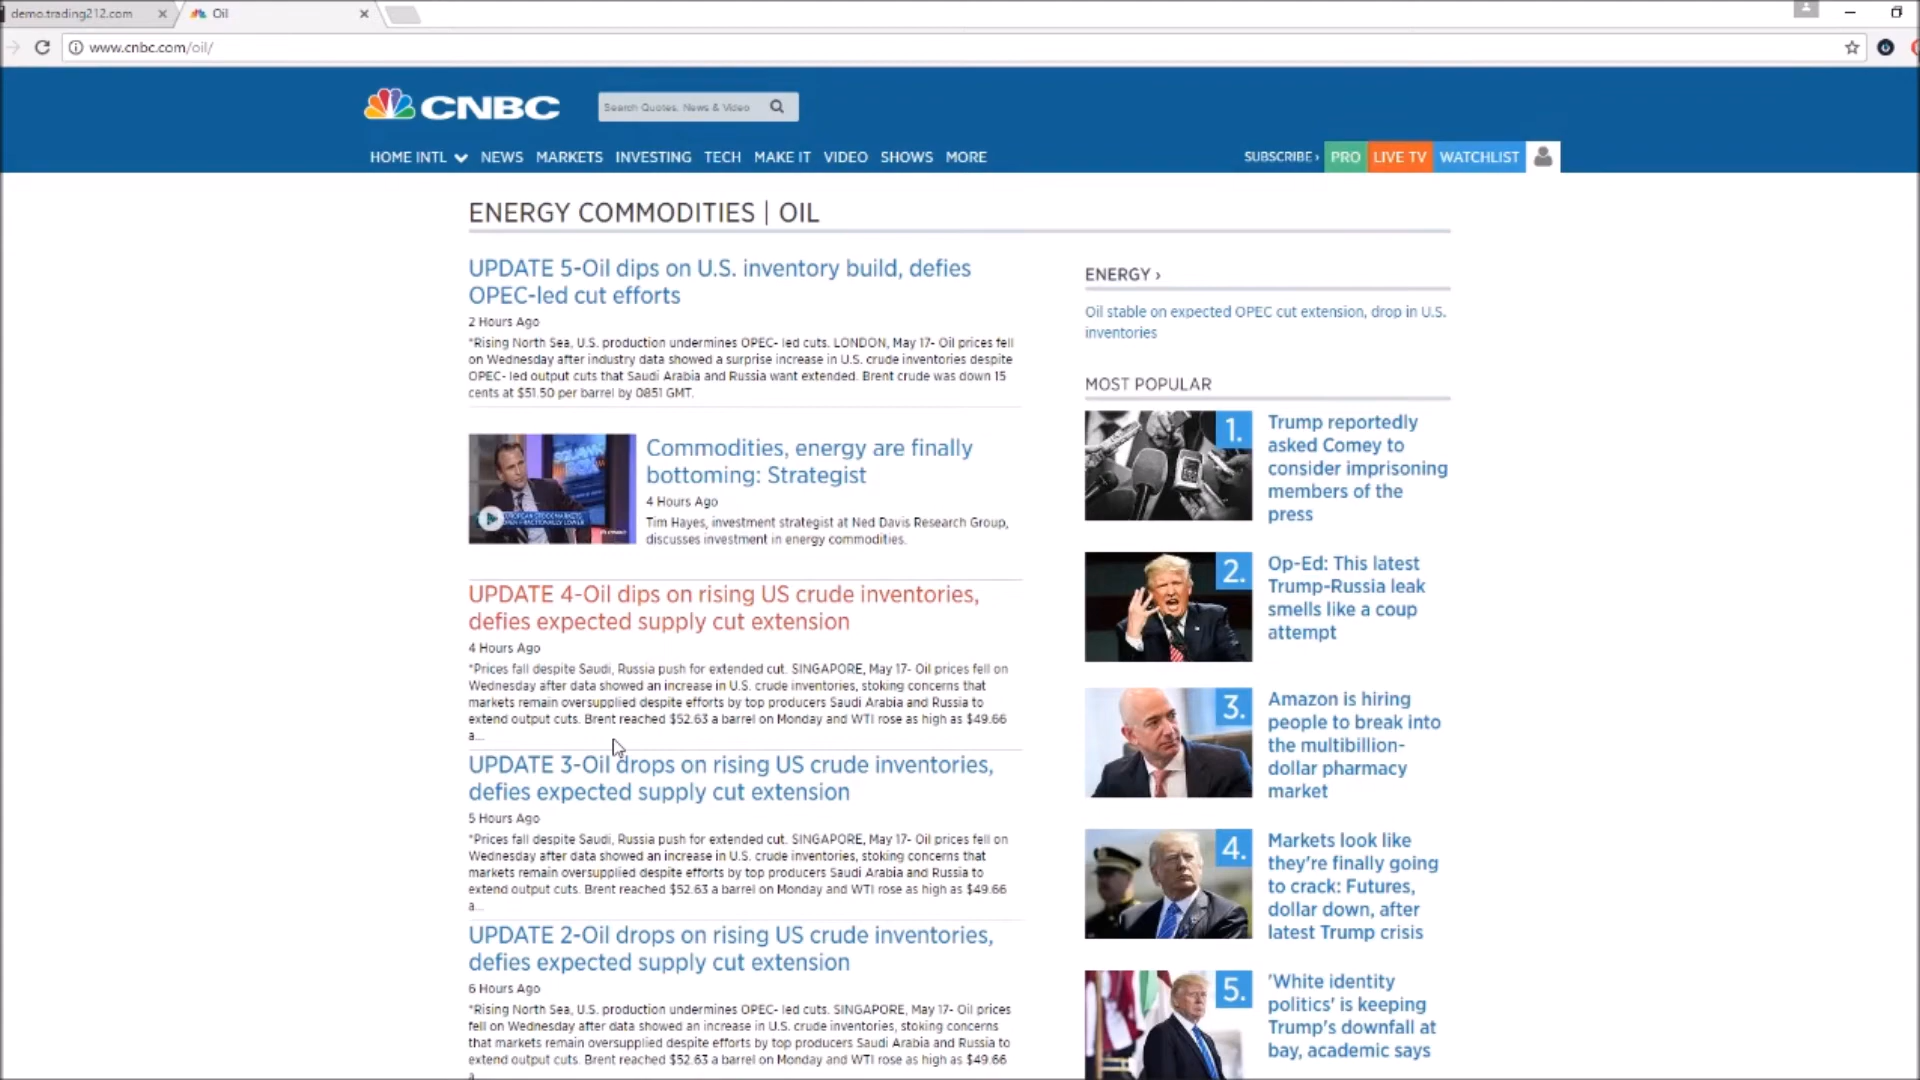 demo.trading212.com
Oil
www.cnbc.com/oil/
CNBC
Search Quotes, News & Video
HOME INTL NEWS MARKETS INVESTING TECH MAKE IT VIDEO SHOWS MORE
SUBSCRIBE › PRO LIVE TV WATCHLIST
ENERGY COMMODITIES | OIL
UPDATE 5-Oil dips on U.S. inventory build, defies
OPEC-led cut efforts
2 Hours Ago
*Rising North Sea, U.S. production undermines OPEC- led cuts. LONDON, May 17- Oil prices fell
on Wednesday after industry data showed a surprise increase in U.S. crude inventories despite
OPEC- led output cuts that Saudi Arabia and Russia want extended. Brent crude was down 15
cents at $51.50 per barrel by 0851 GMT.
Commodities, energy are finally
bottoming: Strategist
4 Hours Ago
Tim Hayes, investment strategist at Ned Davis Research Group,
discusses investment in energy commodities.
UPDATE 4-Oil dips on rising US crude inventories,
defies expected supply cut extension
4 Hours Ago
*Prices fall despite Saudi, Russia push for extended cut. SINGAPORE, May 17- Oil prices fell on
Wednesday after data showed an increase in U.S. crude inventories, stoking concerns that
markets remain oversupplied despite efforts by top producers Saudi Arabia and Russia to
extend output cuts. Brent reached $52.63 a barrel on Monday and WTI rose as high as $49.66
a...
UPDATE 3-Oil drops on rising US crude inventories,
defies expected supply cut extension
5 Hours Ago
*Prices fall despite Saudi, Russia push for extended cut. SINGAPORE, May 17- Oil prices fell on
Wednesday after data showed an increase in U.S. crude inventories, stoking concerns that
markets remain oversupplied despite efforts by top producers Saudi Arabia and Russia to
extend output cuts. Brent reached $52.63 a barrel on Monday and WTI rose as high as $49.66
a...
UPDATE 2-Oil drops on rising US crude inventories,
defies expected supply cut extension
6 Hours Ago
*Rising North Sea, U.S. production undermines OPEC- led cuts. SINGAPORE, May 17- Oil prices
fell on Wednesday after data showed an increase in U.S. crude inventories, stoking concerns
that markets remain oversupplied despite efforts by top producers Saudi Arabia and Russia to
extend output cuts. Brent reached $52.63 a barrel on Monday and WTI rose as high as $49.66
ENERGY ›
Oil stable on expected OPEC cut extension, drop in U.S.
inventories
MOST POPULAR
1.
Trump reportedly
asked Comey to
consider imprisoning
members of the
press
2.
Op-Ed: This latest
Trump-Russia leak
smells like a coup
attempt
3.
Amazon is hiring
people to break into
the multibillion-
dollar pharmacy
market
4.
Markets look like
they're finally going
to crack: Futures,
dollar down, after
latest Trump crisis
5.
'White identity
politics' is keeping
Trump's downfall at
bay, academic says